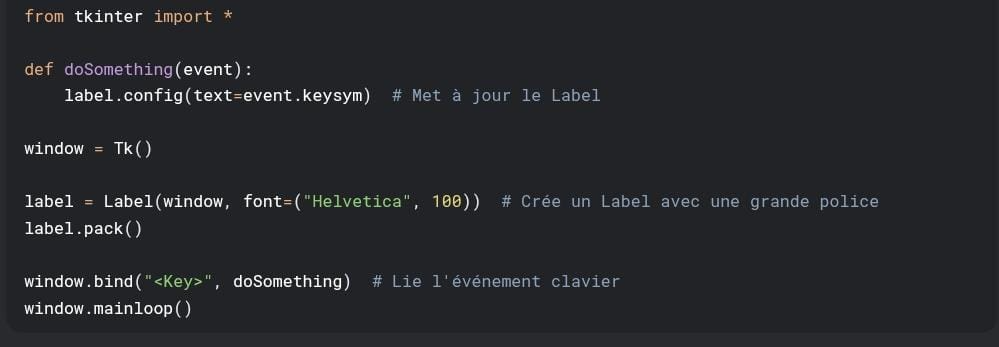 from tkinter import *
def doSomething(event):
    label.config(text=event.keysym)  # Met à jour le Label
window = Tk()
label = Label(window, font=("Helvetica", 100))  # Crée un Label avec une grande police
label.pack()
window.bind("<Key>", doSomething)  # Lie l'événement clavier
window.mainloop()